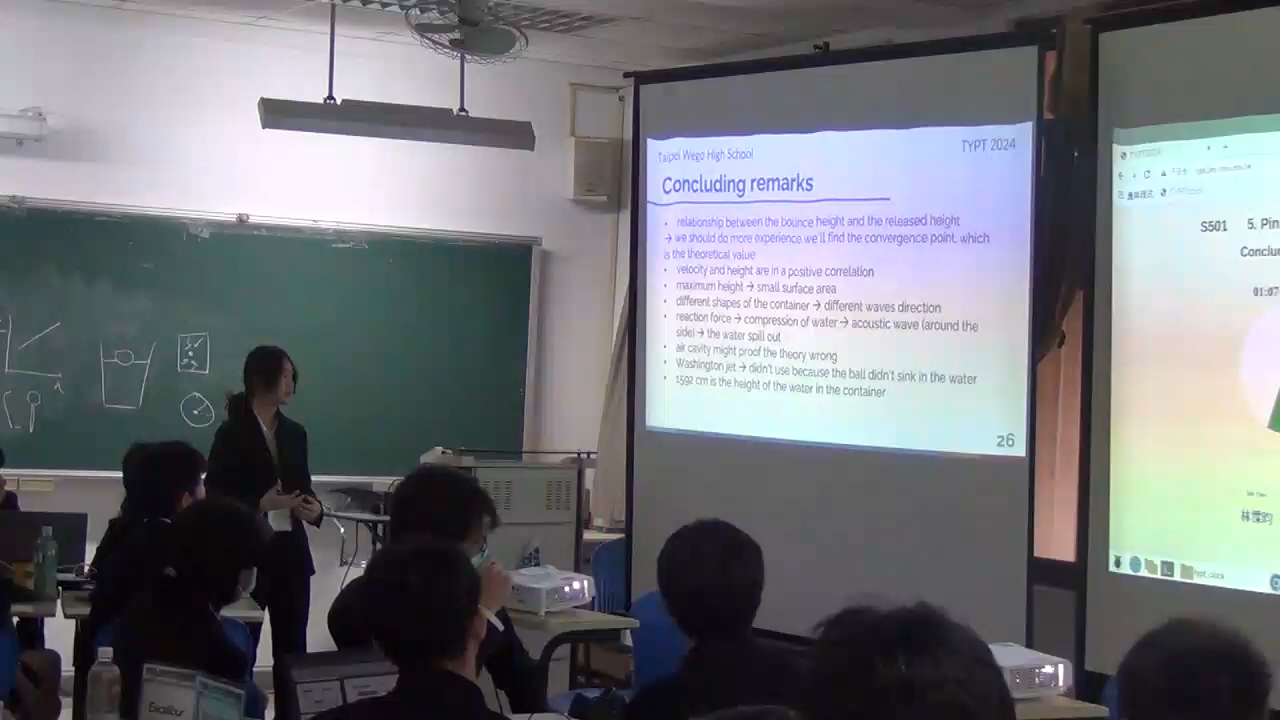 Taipei Wego High School
TYPT 2024
Concluding remarks
• relationship between the bounce height and the released height
→ we should do more experience we'll find the convergence point, which
is the theoretical value
• velocity and height are in a positive correlation
• maximum height → small surface area
• different shapes of the container → different waves direction
• reaction force → compression of water → acoustic wave (around the
side) → the water spill out
• air cavity might proof the theory wrong
• Washington jet → didn't use because the ball didn't sink in the water
• 1592 cm is the height of the water in the container
26
S501 5. Pin
Conclu
01:07
Excalibur